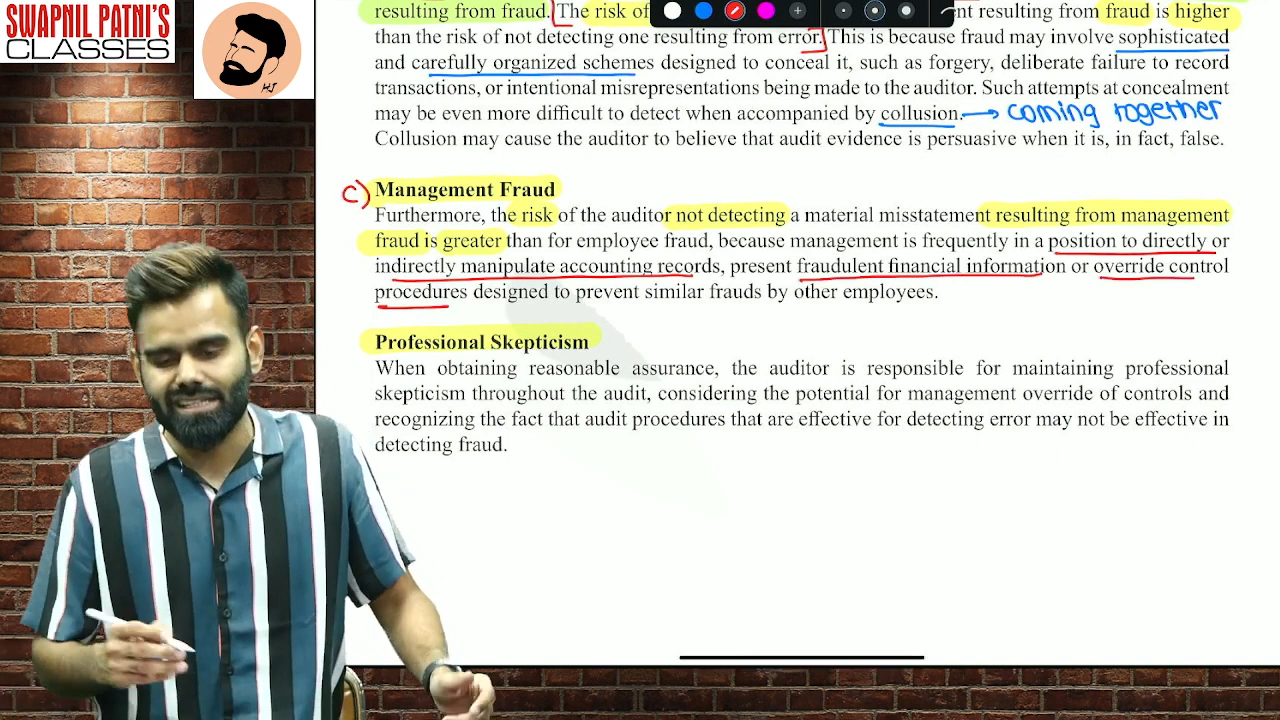 SWAPNIL PATNI'S
CLASSES
HJ
resulting from fraud. The risk of nt resulting from fraud is higher
than the risk of not detecting one resulting from error. This is because fraud may involve sophisticated
and carefully organized schemes designed to conceal it, such as forgery, deliberate failure to record
transactions, or intentional misrepresentations being made to the auditor. Such attempts at concealment
may be even more difficult to detect when accompanied by collusion. → coming together
Collusion may cause the auditor to believe that audit evidence is persuasive when it is, in fact, false.
c) Management Fraud
Furthermore, the risk of the auditor not detecting a material misstatement resulting from management
fraud is greater than for employee fraud, because management is frequently in a position to directly or
indirectly manipulate accounting records, present fraudulent financial information or override control
procedures designed to prevent similar frauds by other employees.
Professional Skepticism
When obtaining reasonable assurance, the auditor is responsible for maintaining professional
skepticism throughout the audit, considering the potential for management override of controls and
recognizing the fact that audit procedures that are effective for detecting error may not be effective in
detecting fraud.